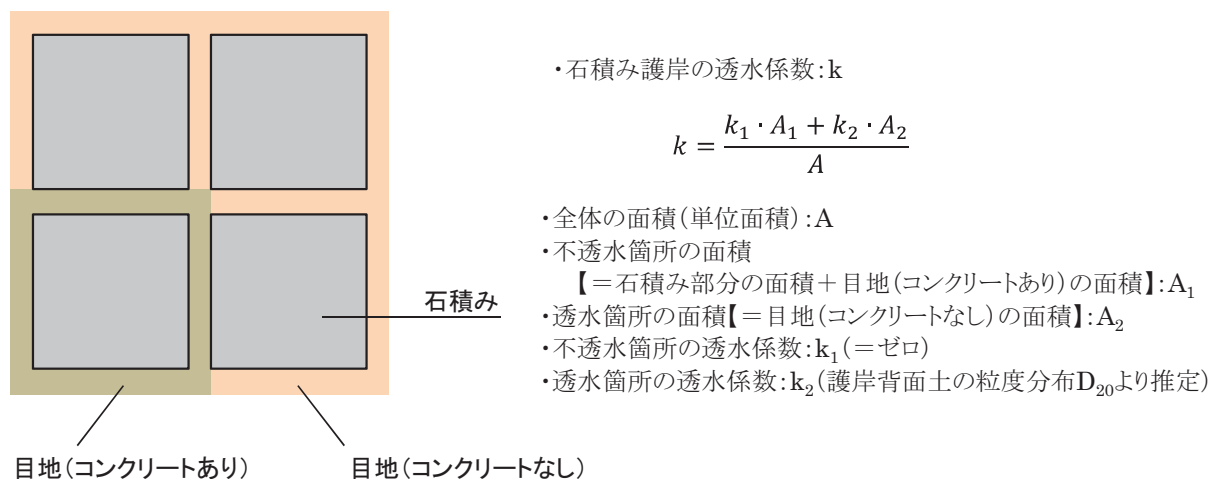 ・石積み護岸の透水係数:k
k = (k₁・A₁ + k₂・A₂) / A
・全体の面積(単位面積):A
・不透水箇所の面積
【=石積み部分の面積+目地(コンクリートあり)の面積】:A₁
・透水箇所の面積【=目地(コンクリートなし)の面積】:A₂
・不透水箇所の透水係数:k₁(=ゼロ)
・透水箇所の透水係数:k₂(護岸背面土の粒度分布D₂₀より推定)
石積み
目地(コンクリートあり)
目地(コンクリートなし)